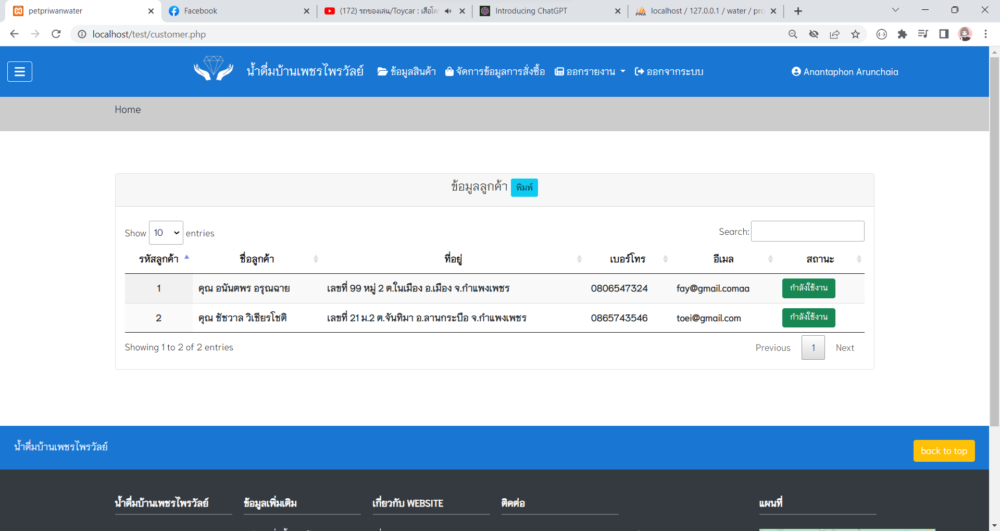 petpriwanwater
Facebook
(172) รถของเล่น/Toycar : เสือโค
Introducing ChatGPT
localhost / 127.0.0.1 / water / pro
localhost/test/customer.php
น้ำดื่มบ้านเพชรไพรวัลย์ ข้อมูลสินค้า จัดการข้อมูลการสั่งซื้อ ออกรายงาน ออกจากระบบ Anantaphon Arunchaia
Home
ข้อมูลลูกค้า พิมพ์
Show 10 entries
Search:
รหัสลูกค้า ชื่อลูกค้า ที่อยู่ เบอร์โทร อีเมล สถานะ
1 คุณ อนันตพร อรุณฉาย เลขที่ 99 หมู่ 2 ต.ในเมือง อ.เมือง จ.กำแพงเพชร 0806547324 fay@gmail.comaa กำลังใช้งาน
2 คุณ ชัชวาล วิเชียรโชติ เลขที่ 21 ม.2 ต.จันทิมา อ.ลานกระบือ จ.กำแพงเพชร 0865743546 toei@gmail.com กำลังใช้งาน
Showing 1 to 2 of 2 entries
Previous 1 Next
น้ำดื่มบ้านเพชรไพรวัลย์
back to top
น้ำดื่มบ้านเพชรไพรวัลย์ ข้อมูลเพิ่มเติม เกี่ยวกับ WEBSITE ติดต่อ แผนที่